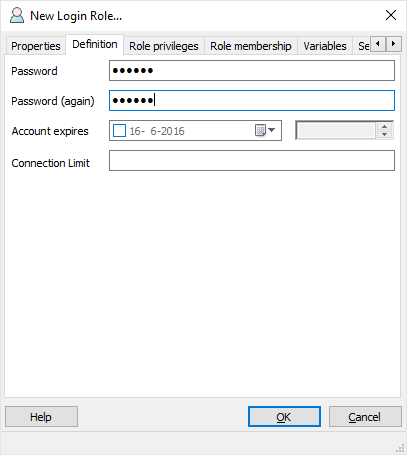 New Login Role...
Properties Definition Role privileges Role membership Variables Se
Password ••••••
Password (again) ••••••
Account expires 16- 6-2016
Connection Limit
Help OK Cancel